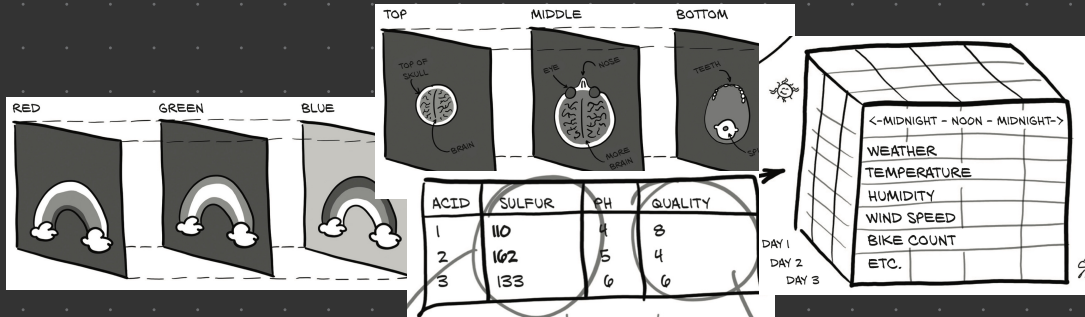 RED GREEN BLUE
TOP MIDDLE BOTTOM
TOP OF
SKULL
BRAIN
EYE
NOSE
MORE
BRAIN
TEETH
ACID SULFUR PH QUALITY
1 110 4 8
2 162 5 4
3 133 6 6
<-MIDNIGHT - NOON - MIDNIGHT->
WEATHER
TEMPERATURE
HUMIDITY
WIND SPEED
BIKE COUNT
ETC.
DAY 1
DAY 2
DAY 3